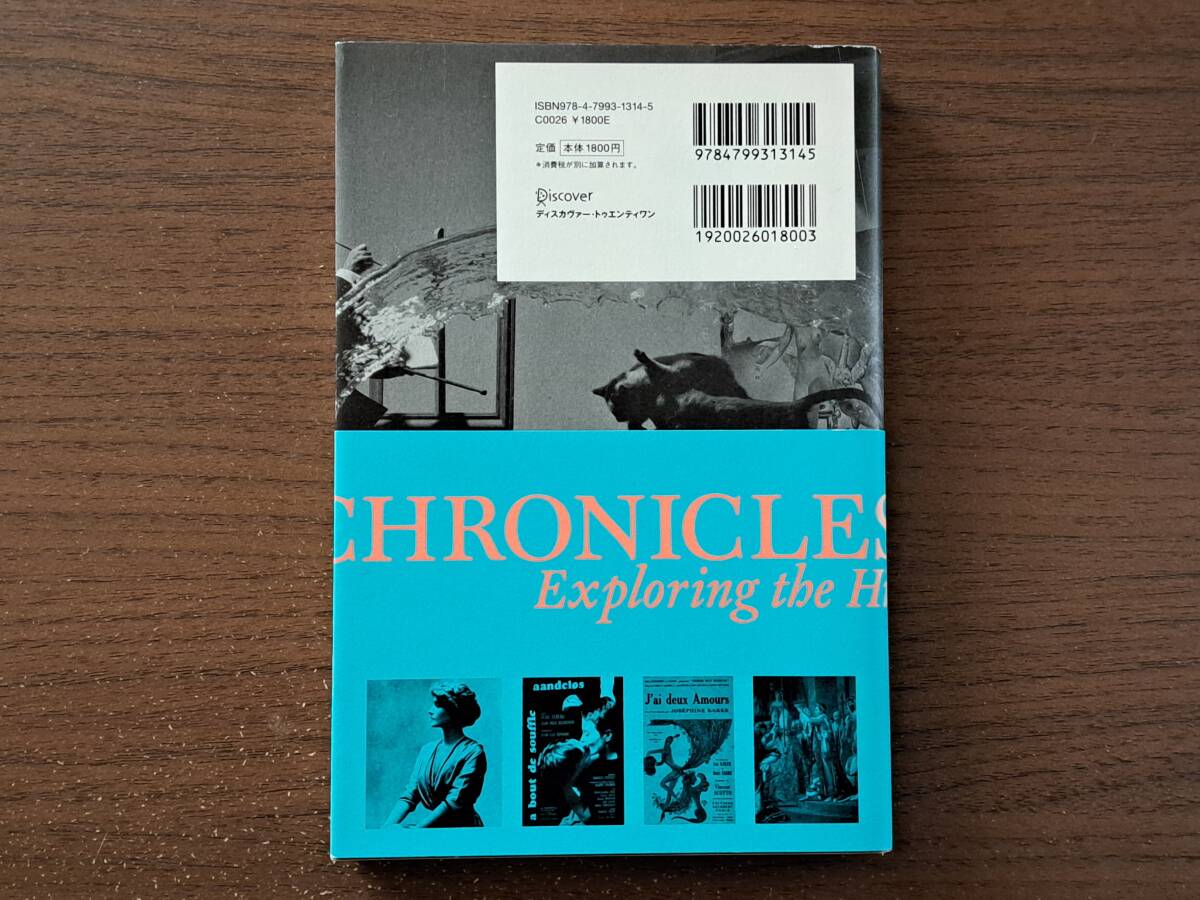 ISBN978-4-7993-1314-5
C0026 ¥1800E
定価 本体1800円
*消費税が別に加算されます。
Discover
ディスカヴァー・トゥエンティワン
9784799313145
1920026018003
CHRONICLES
Exploring the H
aandelos
a bout de souffle
J'ai deux Amours
JOSÉPHINE BAKER
Vincent
SCOTTO